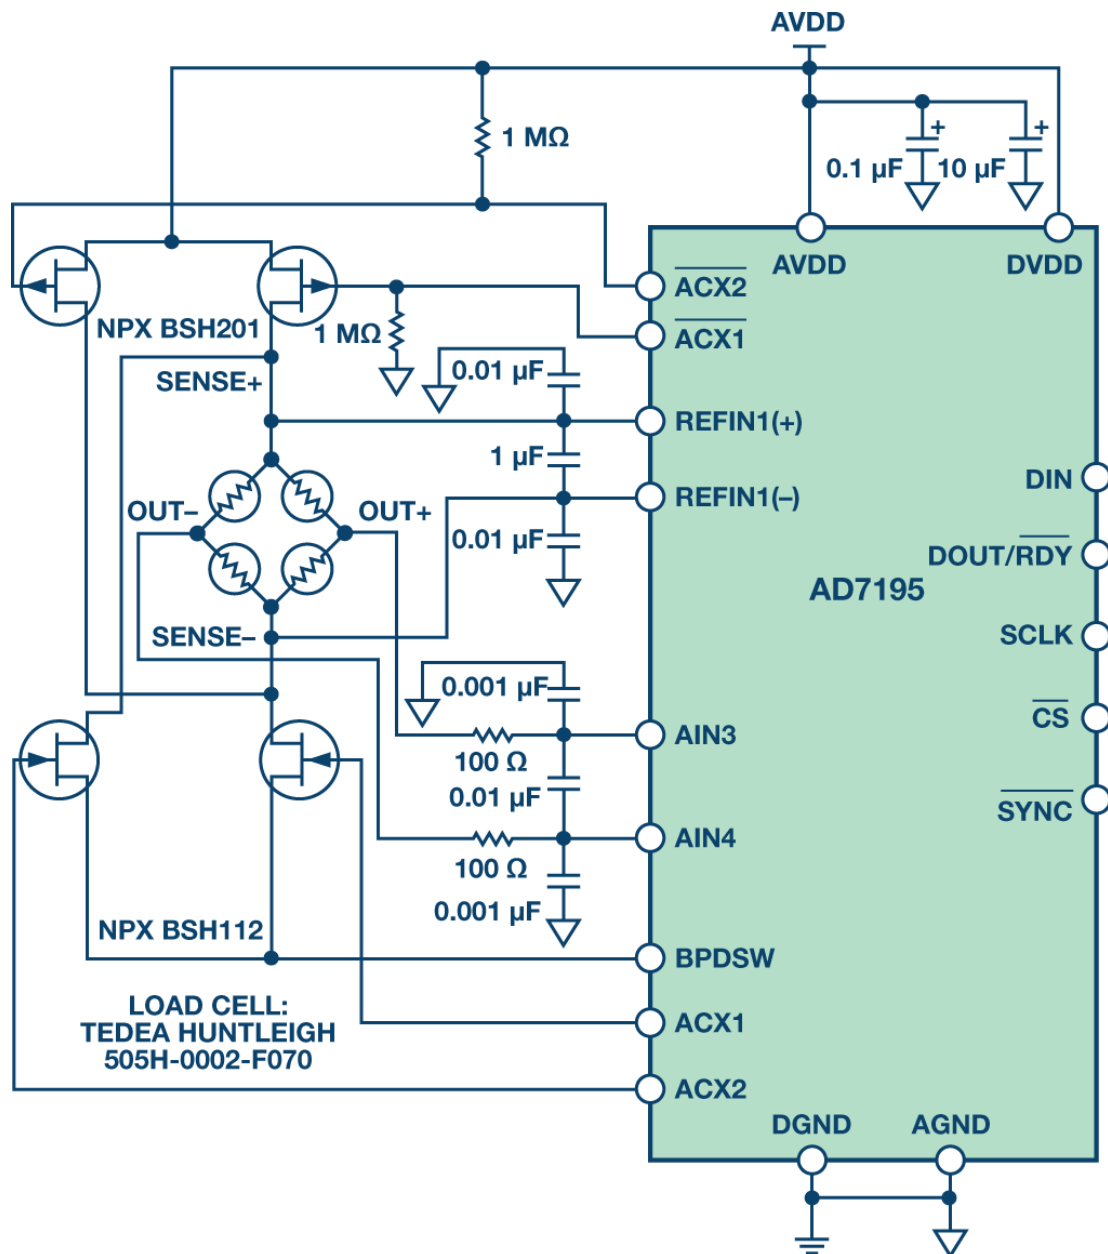 AVDD
1 MΩ
+
+
0.1 µF
10 µF
AVDD
DVDD
ACX2
ACX1
NPX BSH201
1 MΩ
SENSE+
0.01 µF
REFIN1(+)
1 µF
REFIN1(–)
OUT–
OUT+
0.01 µF
DIN
DOUT/RDY
AD7195
SCLK
SENSE–
0.001 µF
CS
AIN3
100 Ω
0.01 µF
SYNC
AIN4
100 Ω
0.001 µF
NPX BSH112
BPDSW
LOAD CELL:
TEDEA HUNTLEIGH
505H-0002-F070
ACX1
ACX2
DGND
AGND